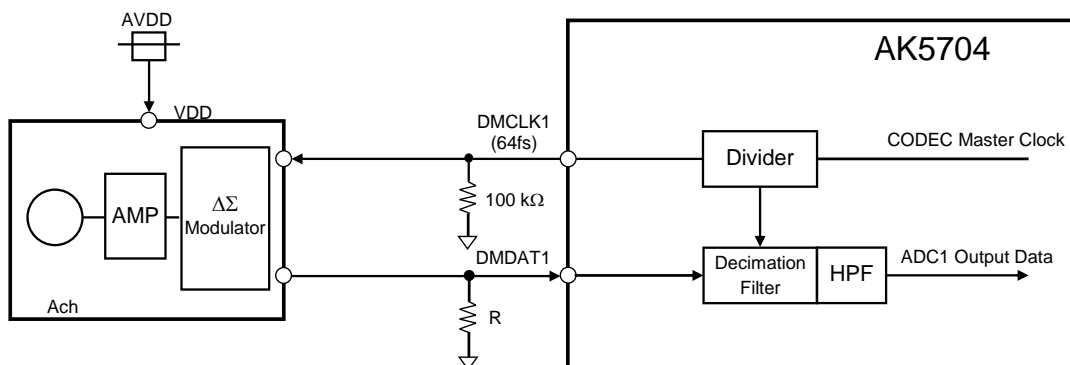 AVDD
AK5704
VDD
DMCLK1
(64fs)
CODEC Master Clock
Divider
AMP
ΔΣ
Modulator
100 kΩ
DMDAT1
Decimation
Filter
HPF
ADC1 Output Data
Ach
R